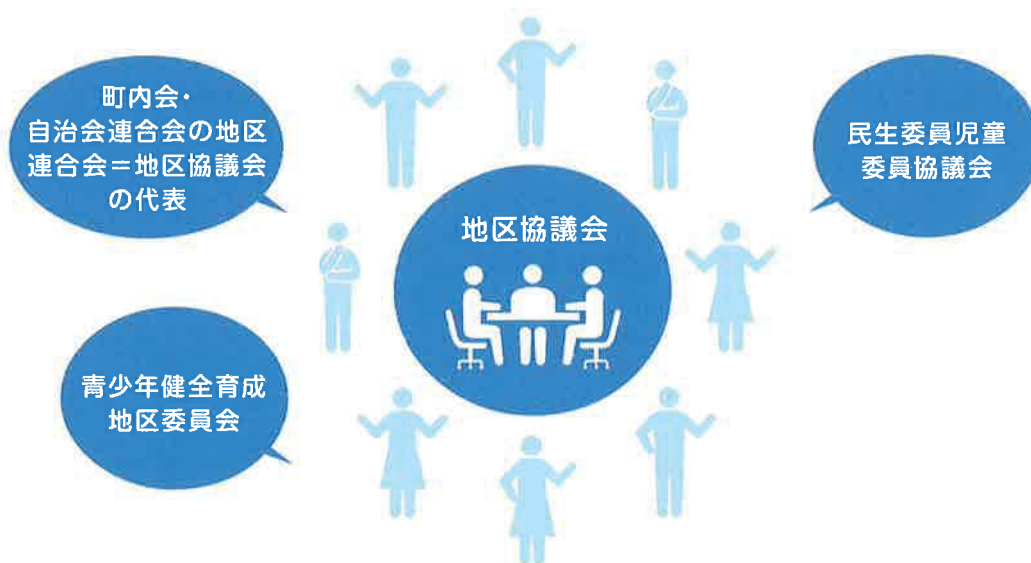 町内会・
自治会連合会の地区
連合会＝地区協議会
の代表
民生委員児童
委員協議会
地区協議会
青少年健全育成
地区委員会